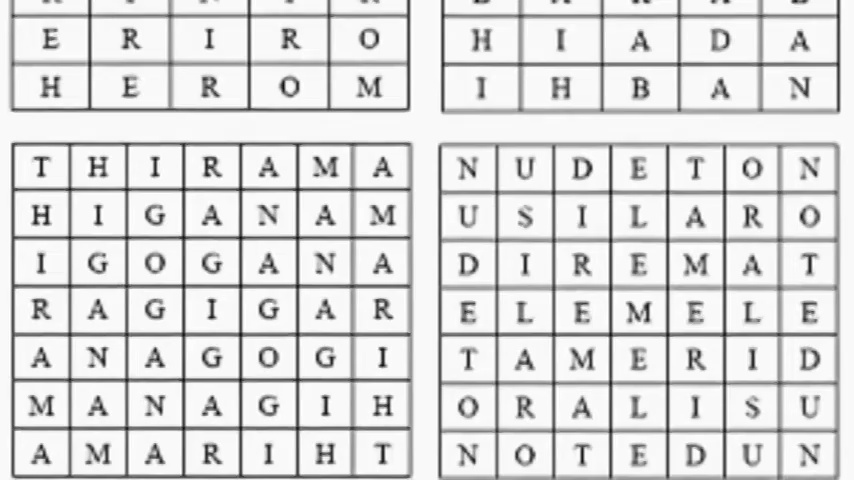 E R I R O
H E R O M
H I A D A
I H B A N
T H I R A M A
H I G A N A M
I G O G A N A
R A G I G A R
A N A G O G I
M A N A G I H
A M A R I H T
N U D E T O N
U S I L A R O
D I R E M A T
E L E M E L E
T A M E R I D
O R A L I S U
N O T E D U N